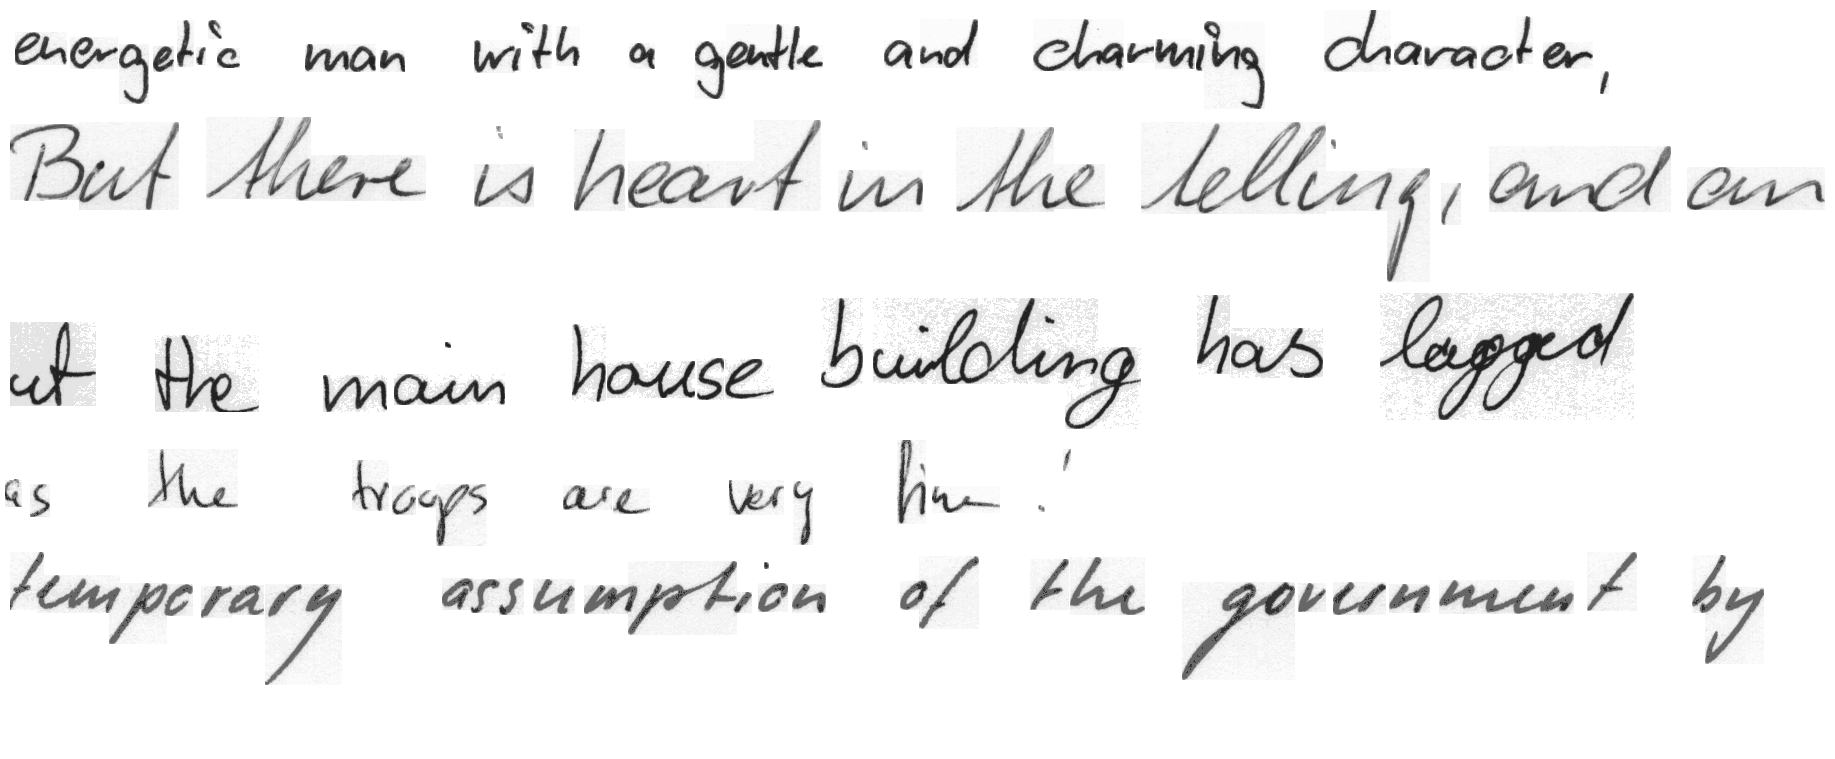 energetic man with a gentle and charming character,
But there is heart in the telling, and an
ut the main house building has lagged
as the troops are very !
temporary assumption of the government by